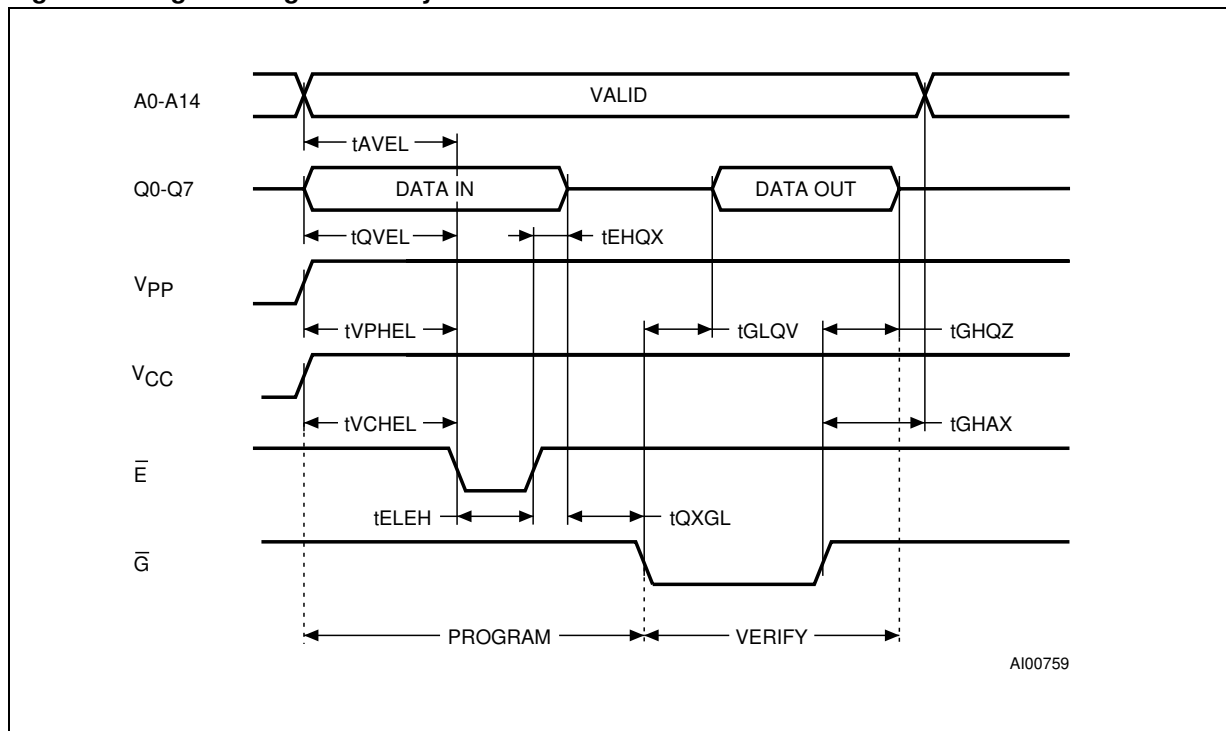 A0-A14
VALID
tAVEL
Q0-Q7
DATA IN
DATA OUT
tQVEL
tEHQX
VPP
tVPHEL
tGLQV
tGHQZ
VCC
tVCHEL
tGHAX
E̅
tELEH
tQXGL
G̅
PROGRAM
VERIFY
AI00759